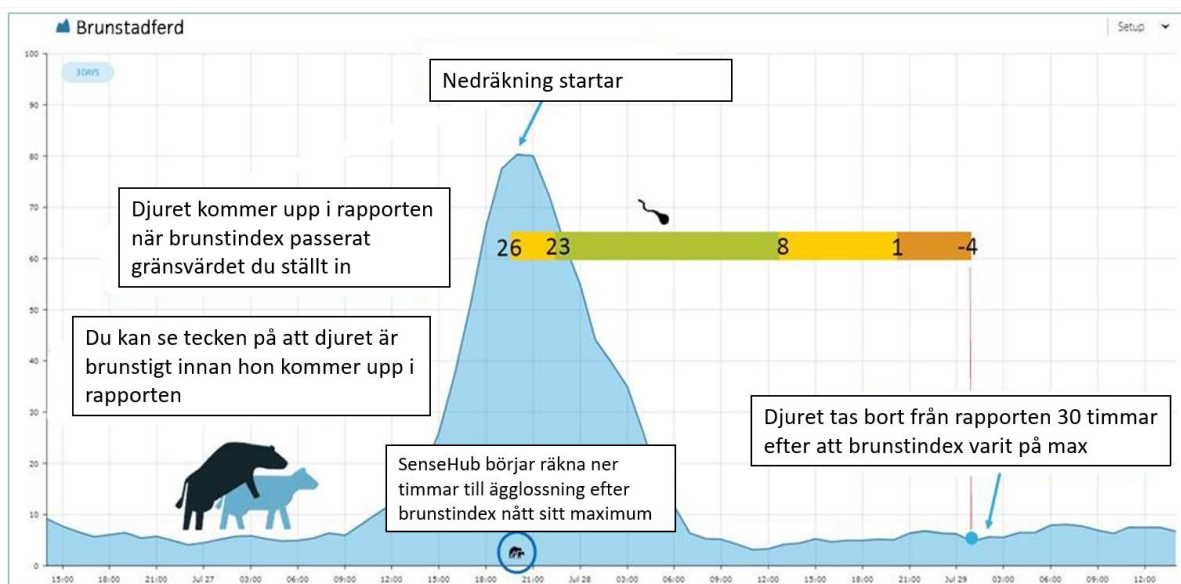 Brunstadferd
Setup
3 DAYS
100
90
80
70
60
50
40
30
20
10
0
Nedräkning startar
Djuret kommer upp i rapporten
när brunstindex passerat
gränsvärdet du ställt in
26 23 8 1 -4
Du kan se tecken på att djuret är
brunstigt innan hon kommer upp i
rapporten
Djuret tas bort från rapporten 30 timmar
efter att brunstindex varit på max
SenseHub börjar räkna ner
timmar till ägglossning efter
brunstindex nått sitt maximum
15:00 18:00 21:00 Jul 27 03:00 06:00 09:00 12:00 15:00 18:00 21:00 Jul 28 03:00 06:00 09:00 12:00 15:00 18:00 21:00 Jul 29 03:00 06:00 09:00 12:00